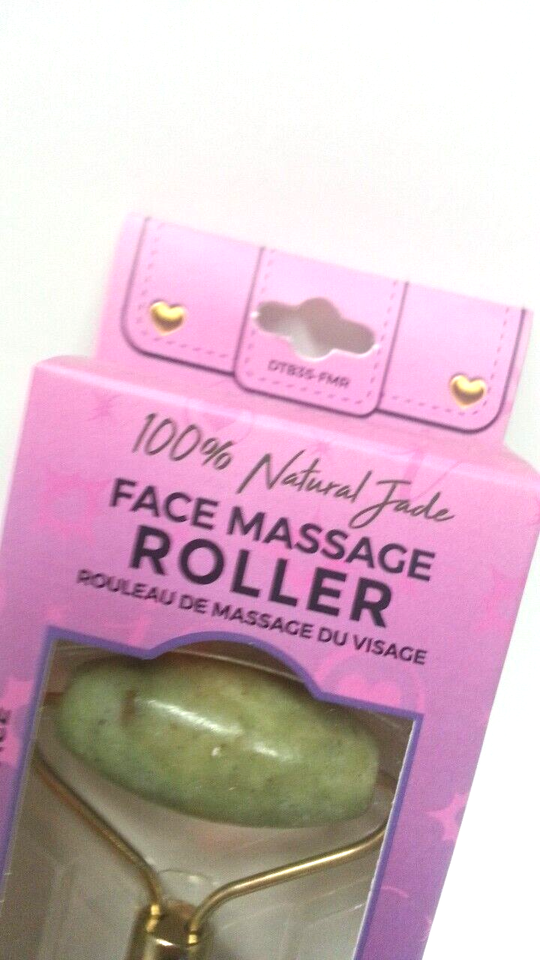 DTB35-FMR
100% Natural Jade
FACE MASSAGE
ROLLER
ROULEAU DE MASSAGE DU VISAGE